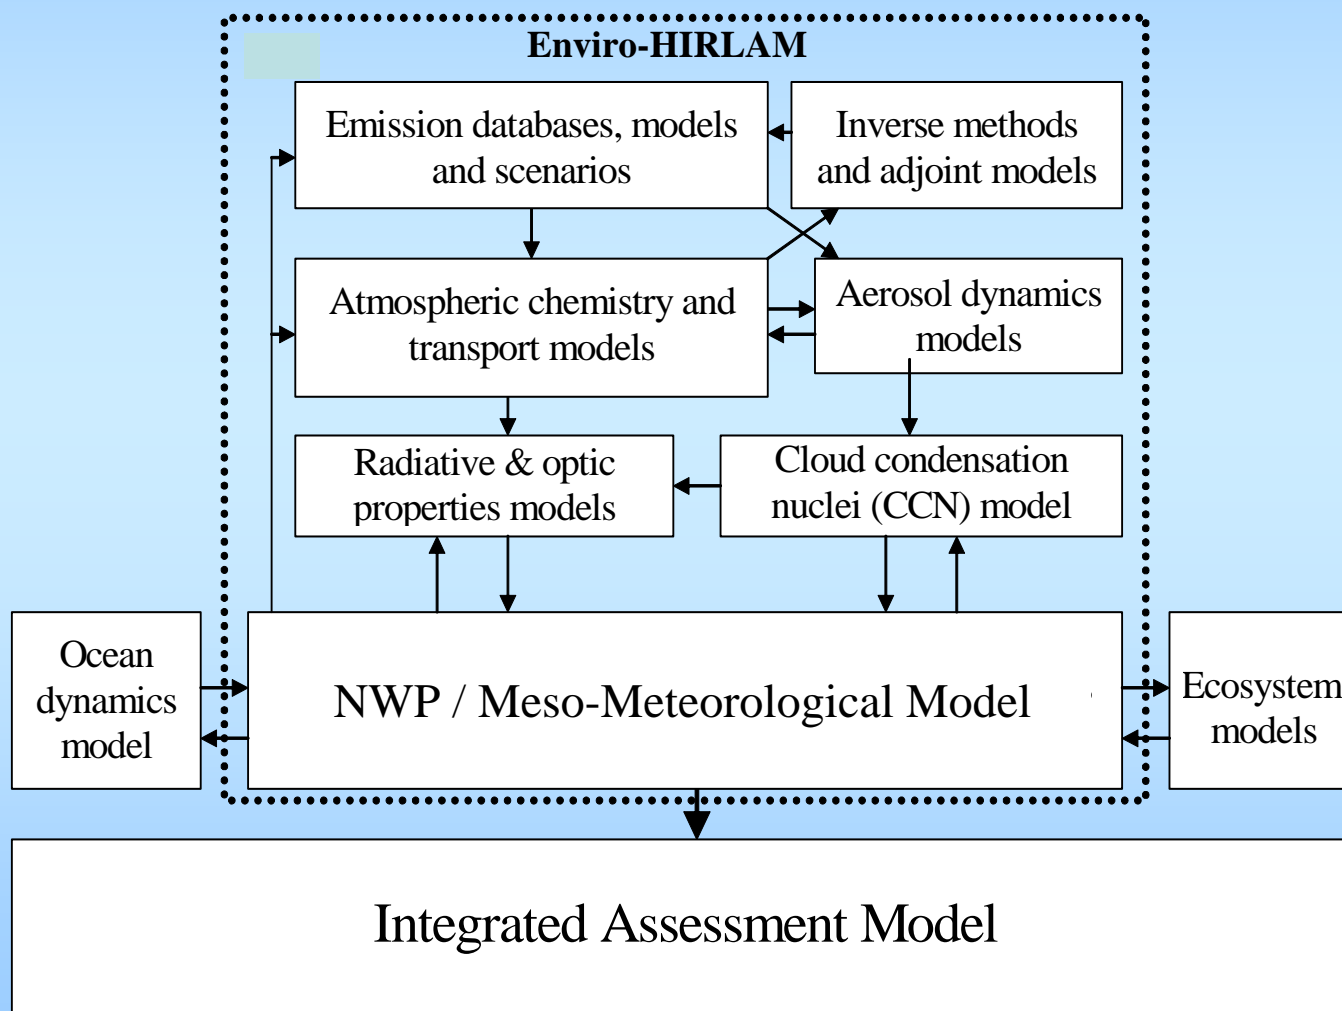 Enviro-HIRLAM
Emission databases, models
and scenarios
Inverse methods
and adjoint models
Atmospheric chemistry and
transport models
Aerosol dynamics
models
Radiative & optic
properties models
Cloud condensation
nuclei (CCN) model
Ocean
dynamics
model
NWP / Meso-Meteorological Model
Ecosystem
models
Integrated Assessment Model